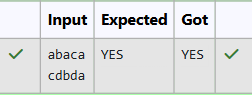 Input Expected Got
abaca YES YES
cdbda